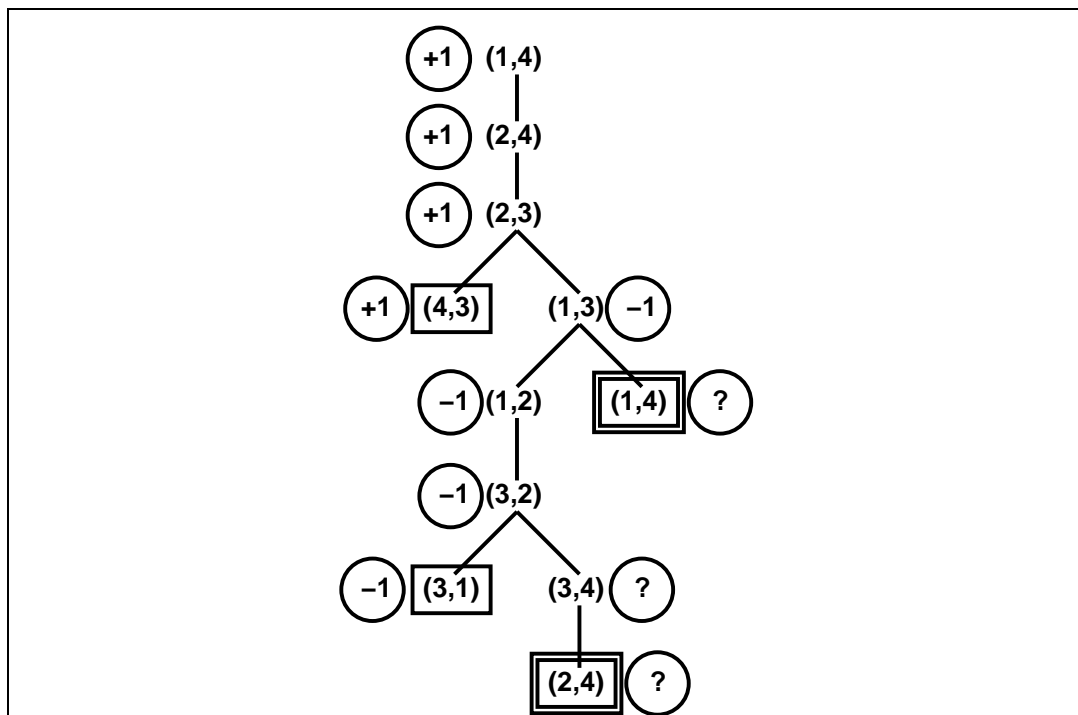 +1 (1,4)
+1 (2,4)
+1 (2,3)
+1 (4,3) (1,3) –1
–1 (1,2) (1,4) ?
–1 (3,2)
–1 (3,1) (3,4) ?
(2,4) ?